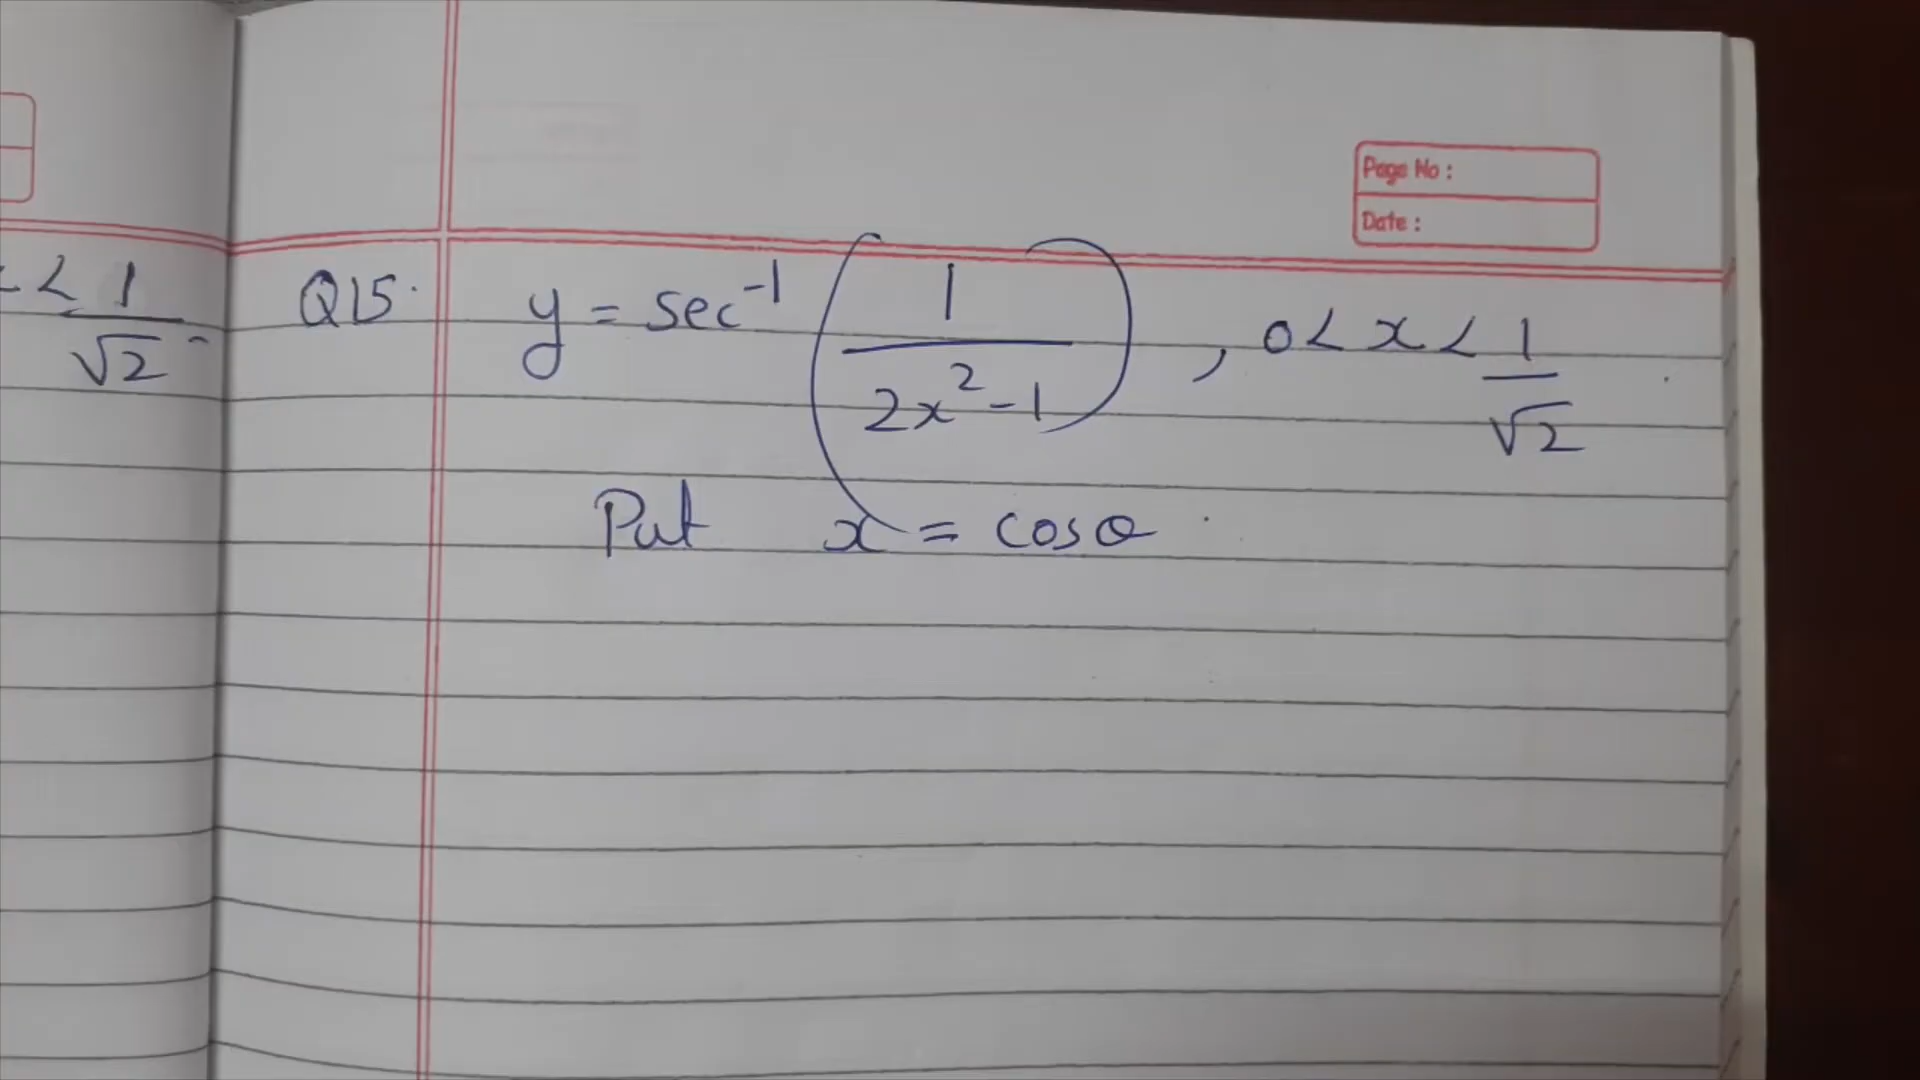 Page No :
Date :
< 1/√2
Q15. y = sec⁻¹ (1/(2x²-1)) , 0 < x < 1/√2
Put x = cosθ